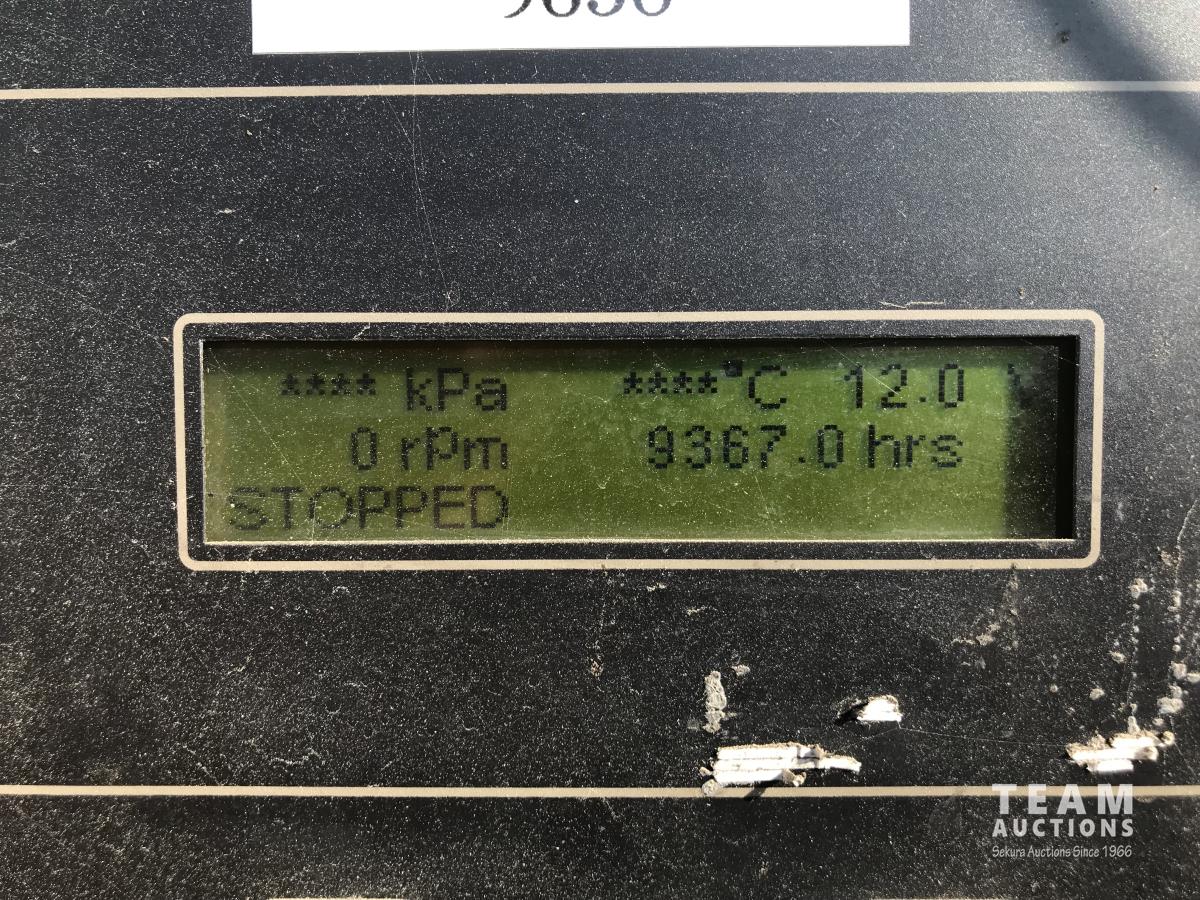 **** kPa ****°C 12.0
0 rpm 9367.0 hrs
STOPPED
TEAM
AUCTIONS
Sekura Auctions Since 1966